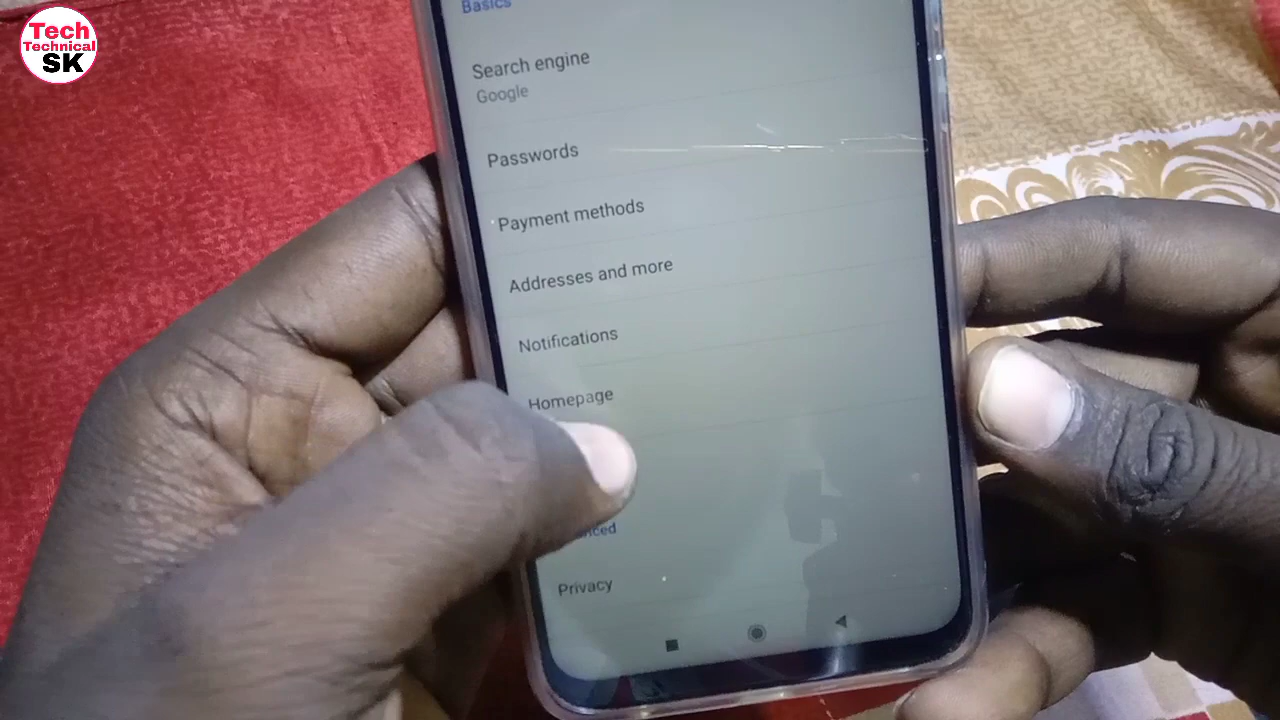 Tech
Technical
SK
Basics
Search engine
Google
Passwords
Payment methods
Addresses and more
Notifications
Homepage
Privacy